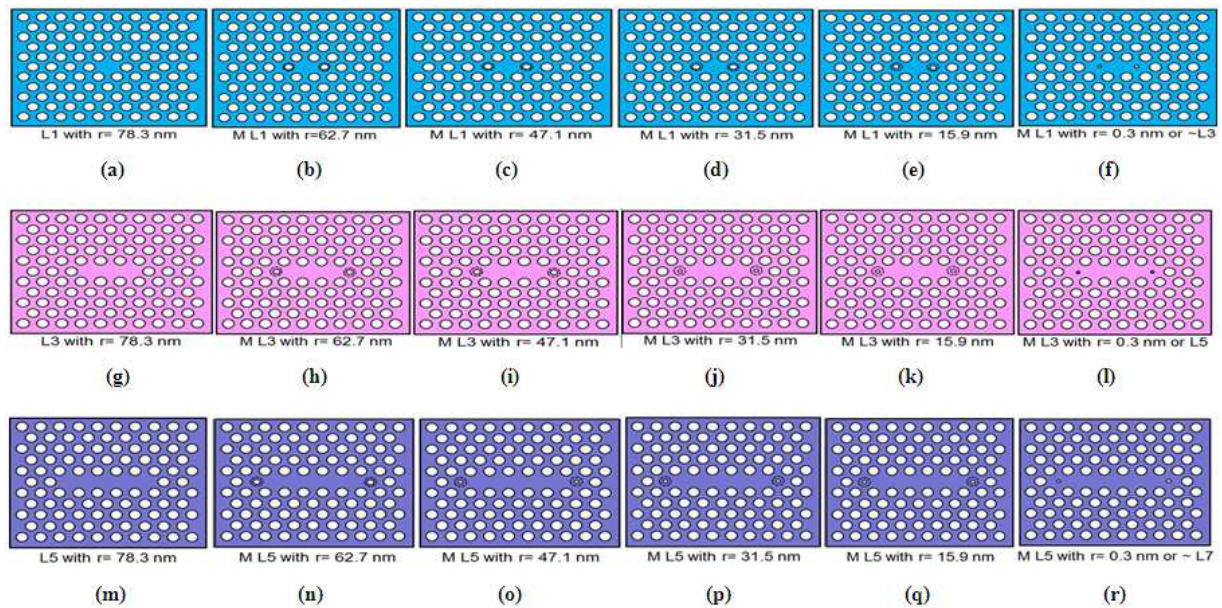 L1 with r= 78.3 nm M L1 with r=62.7 nm M L1 with r= 47.1 nm M L1 with r= 31.5 nm M L1 with r= 15.9 nm M L1 with r= 0.3 nm or ~L3
(a) (b) (c) (d) (e) (f)
L3 with r= 78.3 nm M L3 with r= 62.7 nm M L3 with r= 47.1 nm M L3 with r= 31.5 nm M L3 with r= 15.9 nm M L3 with r= 0.3 nm or L5
(g) (h) (i) (j) (k) (l)
L5 with r= 78.3 nm M L5 with r= 62.7 nm M L5 with r= 47.1 nm M L5 with r= 31.5 nm M L5 with r= 15.9 nm M L5 with r= 0.3 nm or ~ L7
(m) (n) (o) (p) (q) (r)